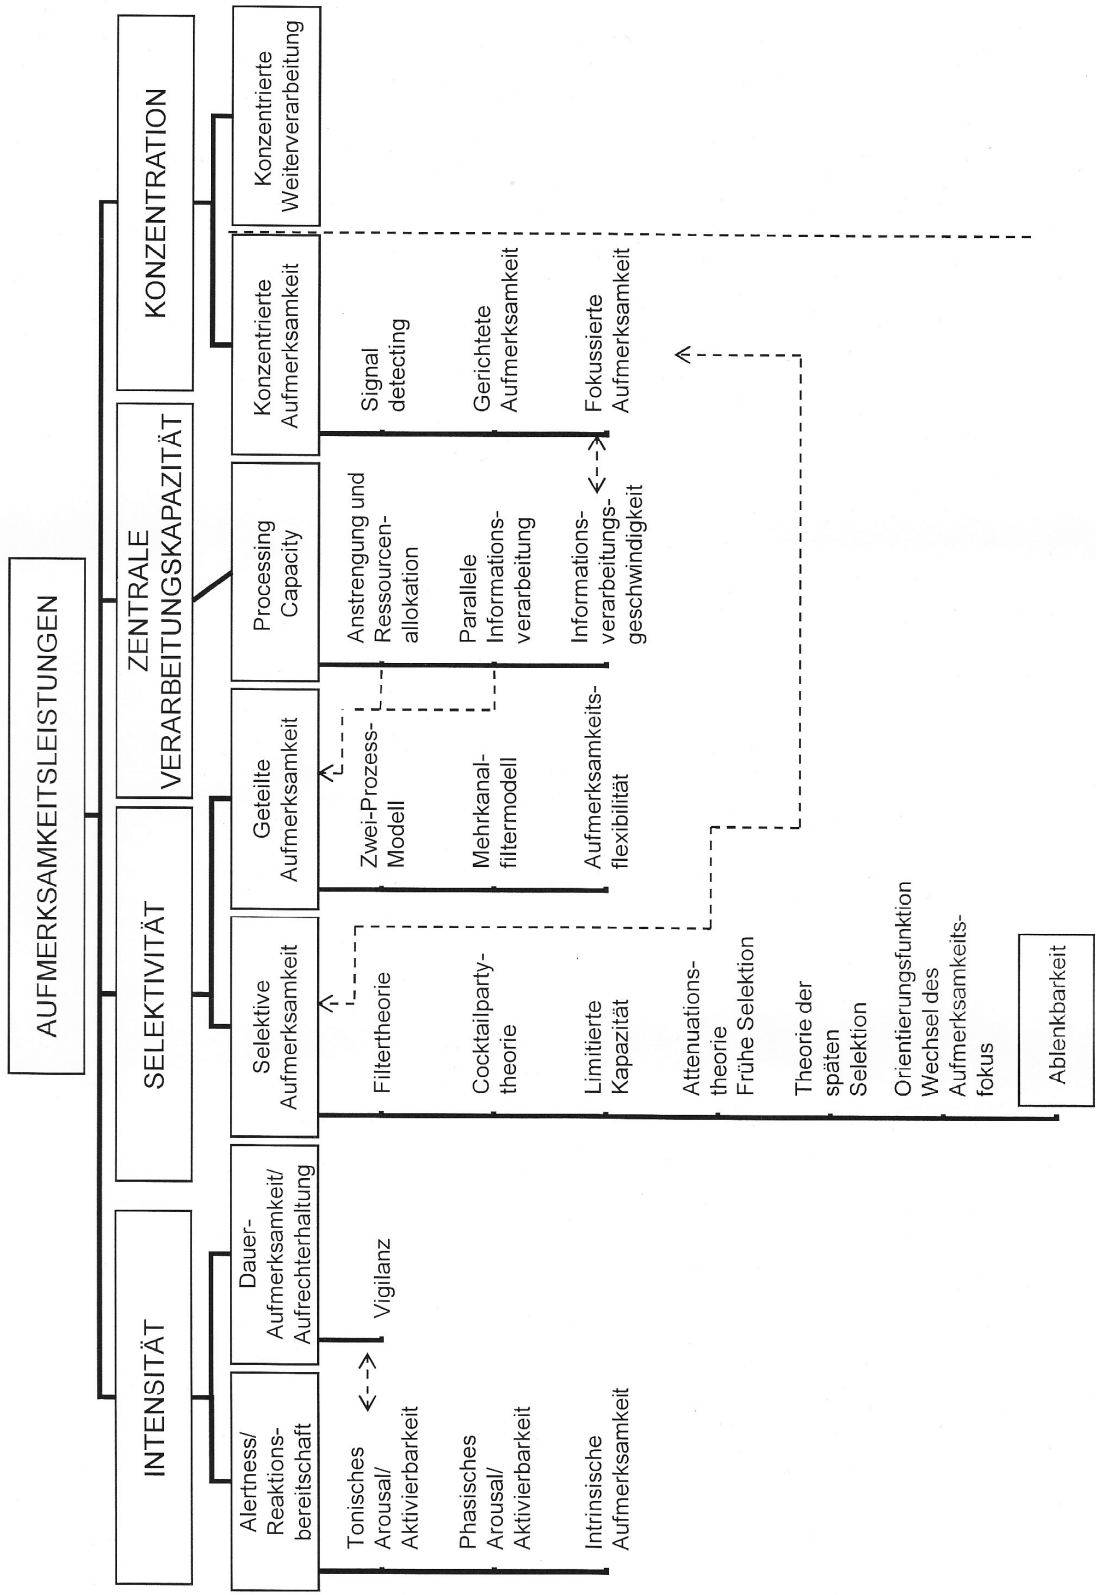 AUFMERKSAMKEITSLEISTUNGEN
INTENSITÄT
SELEKTIVITÄT
ZENTRALE
VERARBEITUNGSKAPAZITÄT
KONZENTRATION
Alertness/
Reaktions-
bereitschaft
Dauer-
Aufmerksamkeit/
Aufrechterhaltung
Selektive
Aufmerksamkeit
Geteilte
Aufmerksamkeit
Processing
Capacity
Konzentrierte
Aufmerksamkeit
Konzentrierte
Weiterverarbeitung
Tonisches
Arousal/
Aktivierbarkeit
Phasisches
Arousal/
Aktivierbarkeit
Intrinsische
Aufmerksamkeit
Vigilanz
Filtertheorie
Cocktailparty-
theorie
Limitierte
Kapazität
Attenuations-
theorie
Frühe Selektion
Theorie der
späten
Selektion
Orientierungsfunktion
Wechsel des
Aufmerksamkeits-
fokus
Ablenkbarkeit
Zwei-Prozess-
Modell
Mehrkanal-
filtermodell
Aufmerksamkeits-
flexibilität
Anstrengung und
Ressourcen-
allokation
Parallele
Informations-
verarbeitung
Informations-
verarbeitungs-
geschwindigkeit
Signal
detecting
Gerichtete
Aufmerksamkeit
Fokussierte
Aufmerksamkeit